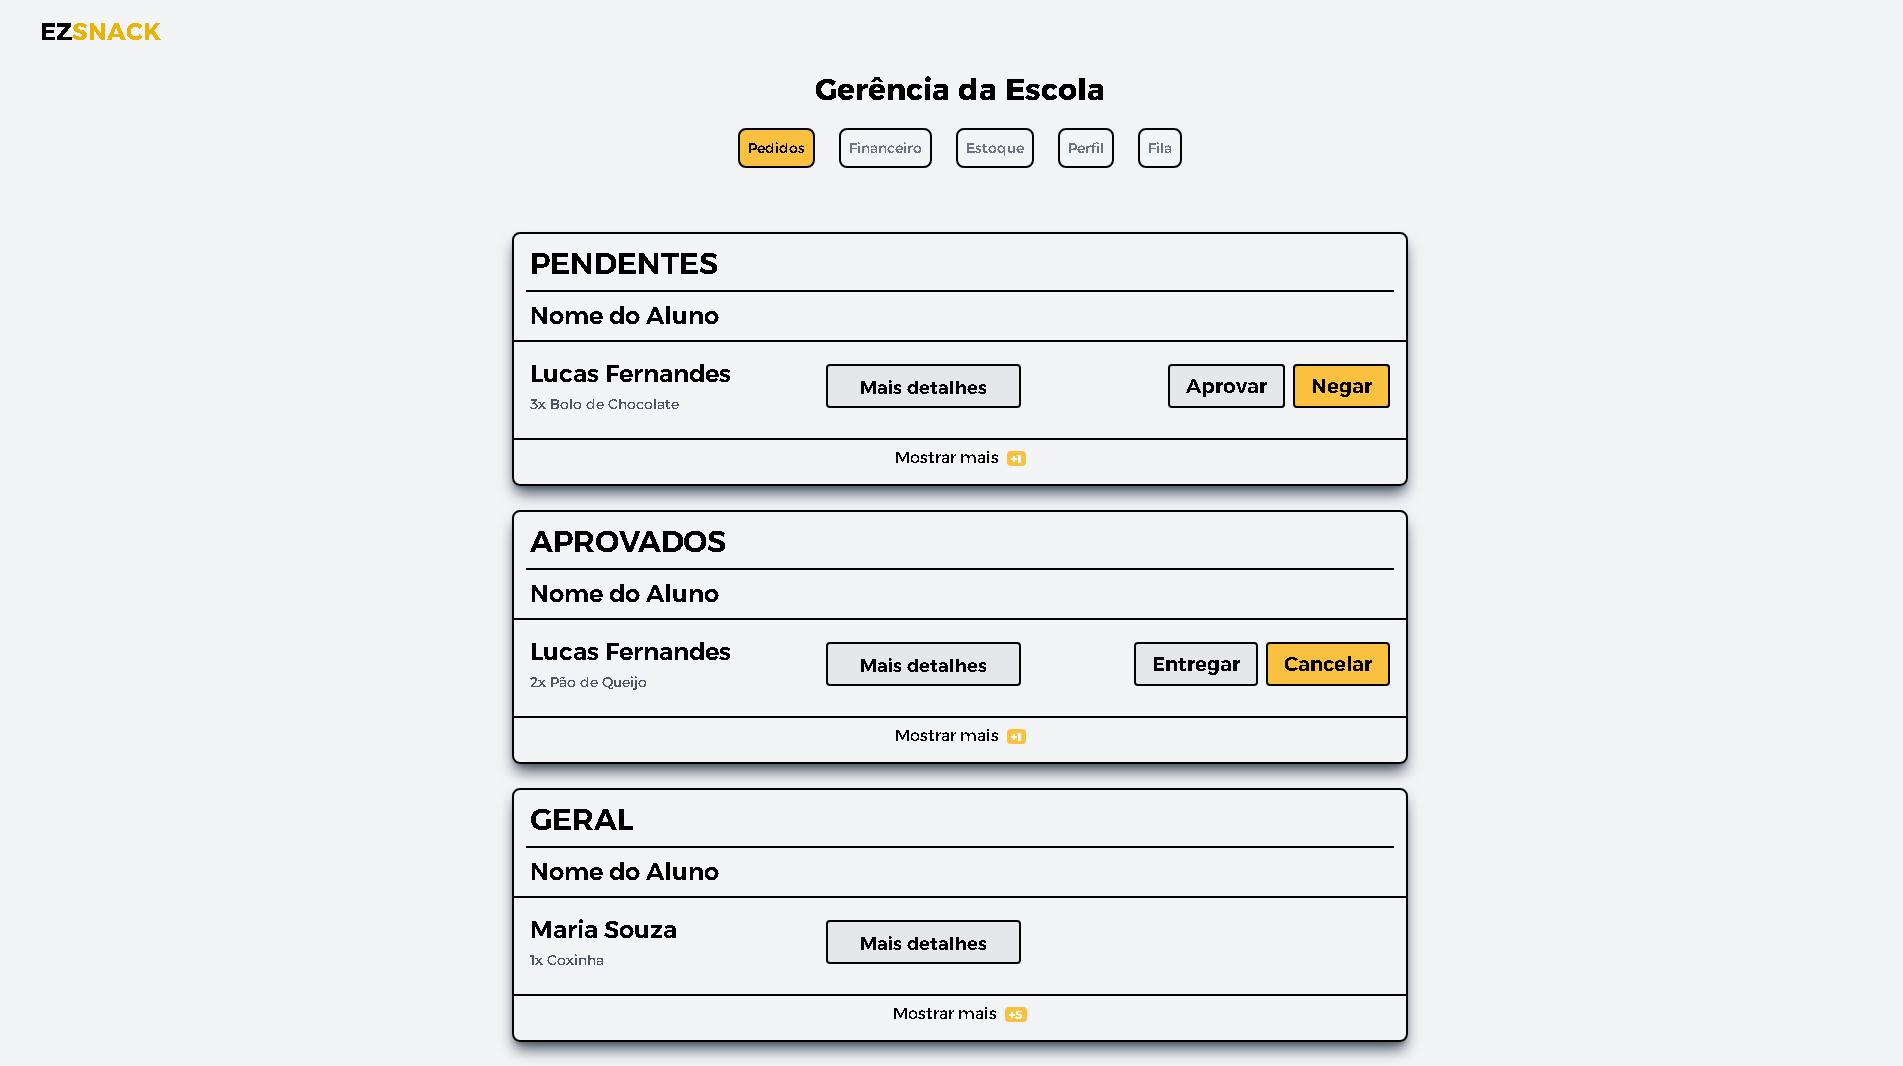 EZSNACK
Gerência da Escola
Pedidos Financeiro Estoque Perfil Fila
PENDENTES
Nome do Aluno
Lucas Fernandes
3x Bolo de Chocolate
Mais detalhes
Aprovar Negar
Mostrar mais +1
APROVADOS
Nome do Aluno
Lucas Fernandes
2x Pão de Queijo
Mais detalhes
Entregar Cancelar
Mostrar mais +1
GERAL
Nome do Aluno
Maria Souza
1x Coxinha
Mais detalhes
Mostrar mais +5